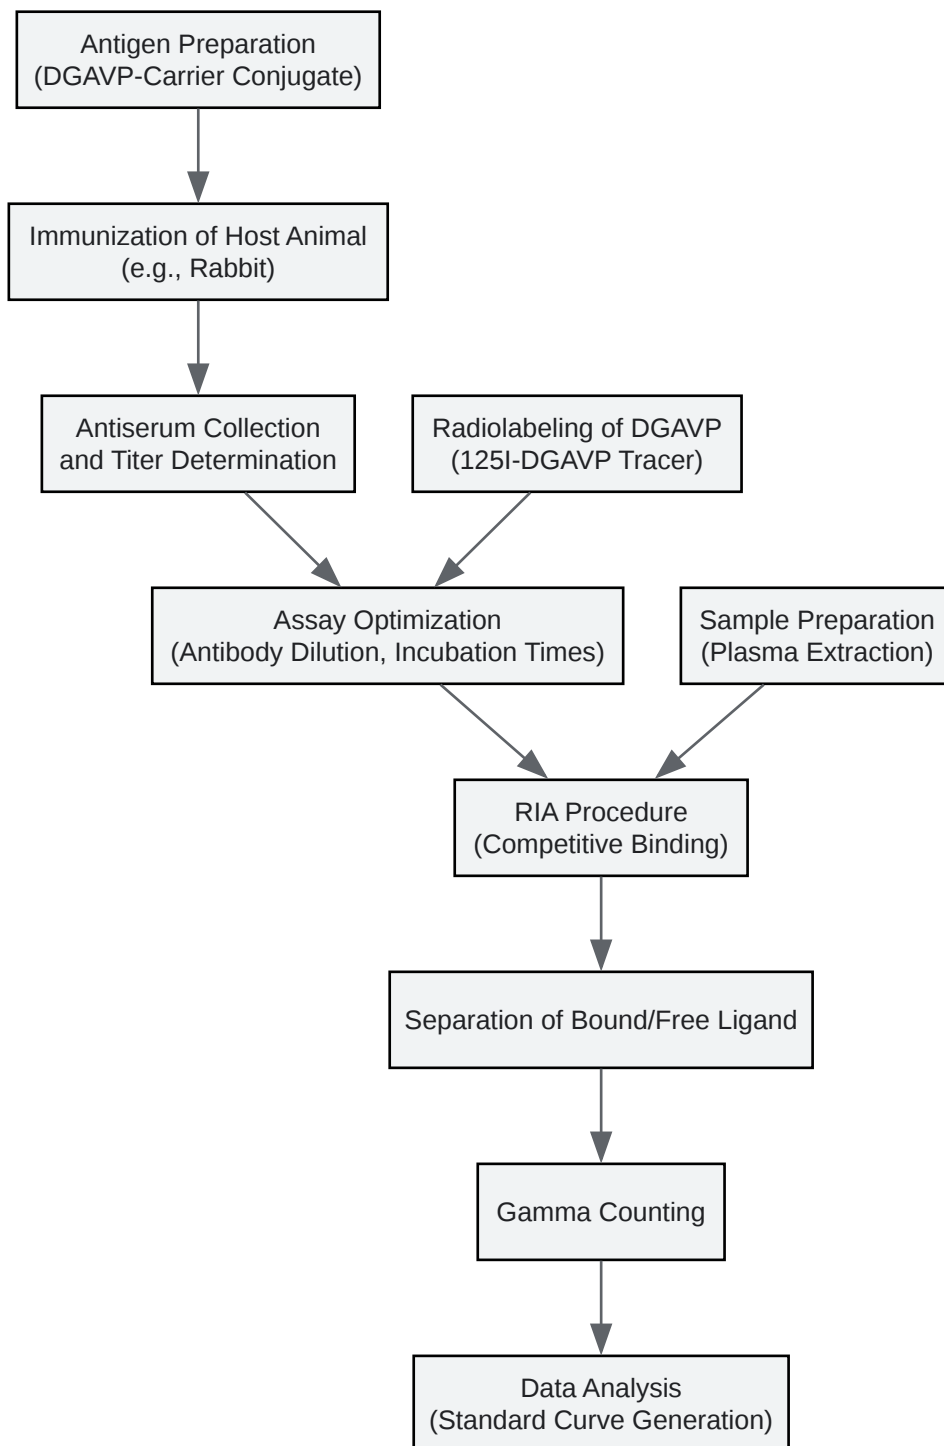 Antigen Preparation
(DGAVP-Carrier Conjugate)
Immunization of Host Animal
(e.g., Rabbit)
Antiserum Collection
and Titer Determination
Radiolabeling of DGAVP
(125I-DGAVP Tracer)
Assay Optimization
(Antibody Dilution, Incubation Times)
Sample Preparation
(Plasma Extraction)
RIA Procedure
(Competitive Binding)
Separation of Bound/Free Ligand
Gamma Counting
Data Analysis
(Standard Curve Generation)